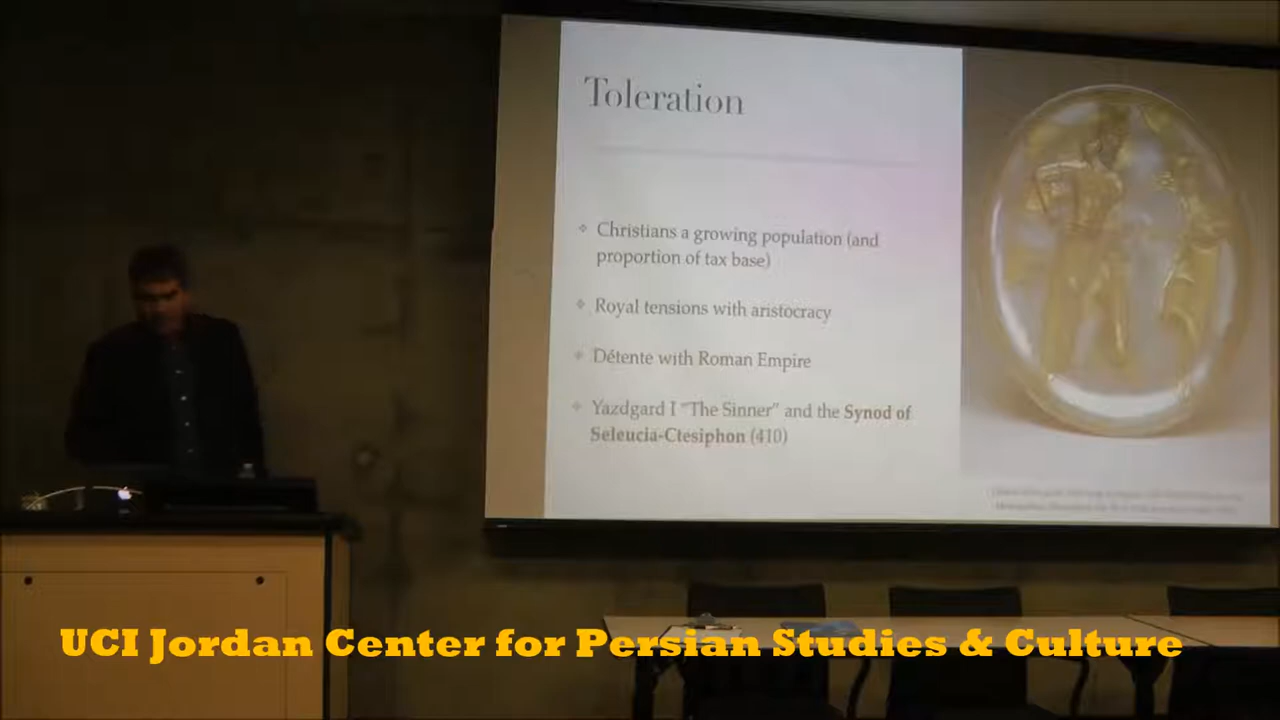 Toleration
Christians a growing population (and
proportion of tax base)
Royal tensions with aristocracy
Détente with Roman Empire
Yazdgard I "The Sinner" and the Synod of
Seleucia-Ctesiphon (410)
UCI Jordan Center for Persian Studies & Culture